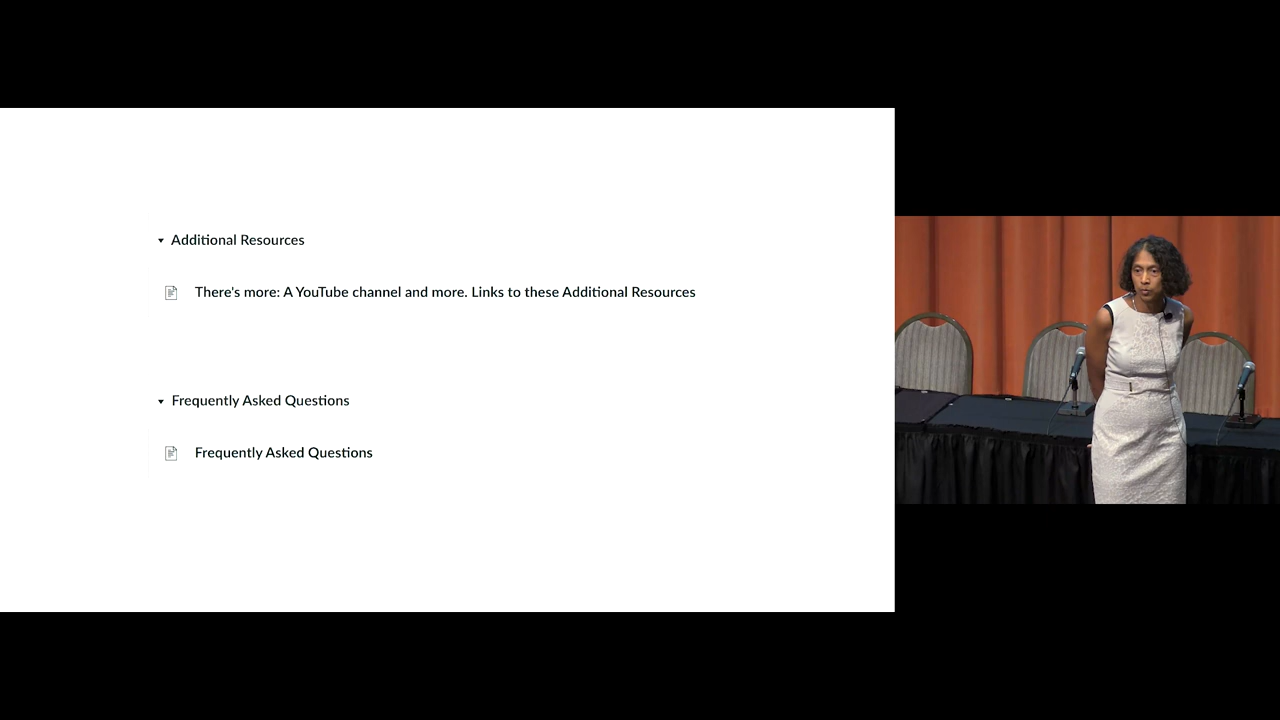 Additional Resources
There's more: A YouTube channel and more. Links to these Additional Resources
Frequently Asked Questions
Frequently Asked Questions